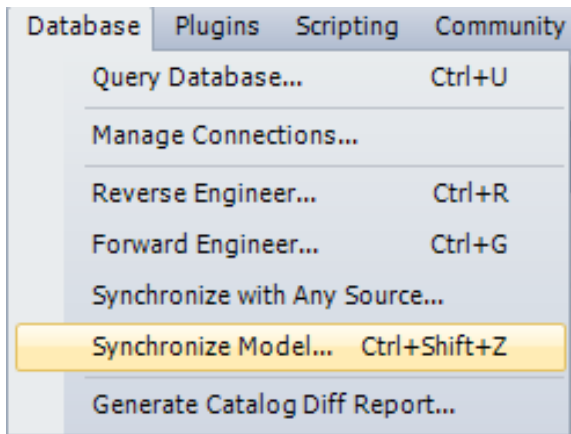 Database Plugins Scripting Community
Query Database... Ctrl+U
Manage Connections...
Reverse Engineer... Ctrl+R
Forward Engineer... Ctrl+G
Synchronize with Any Source...
Synchronize Model... Ctrl+Shift+Z
Generate Catalog Diff Report...